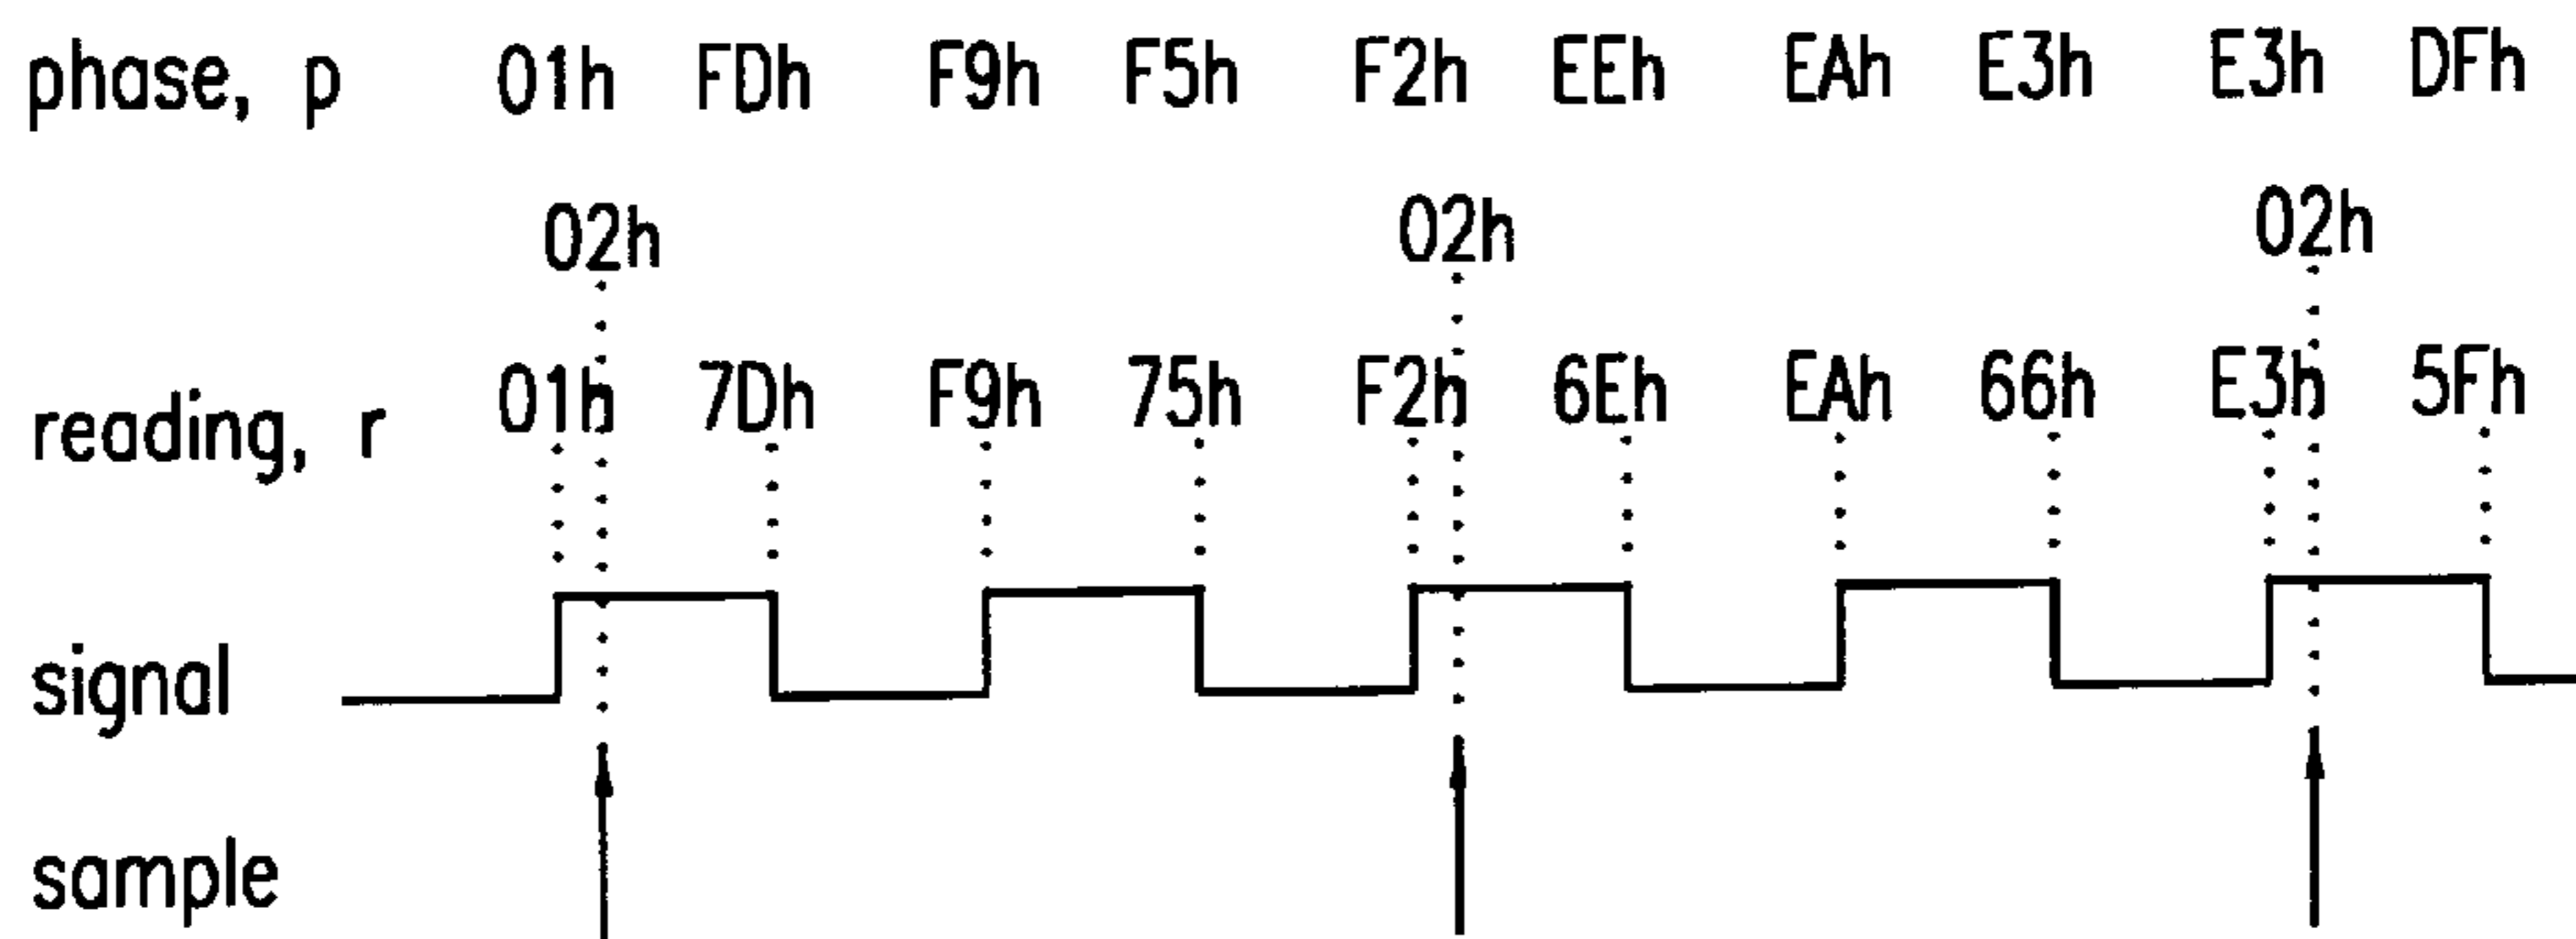 phase, p 01h FDh F9h F5h F2h EEh EAh E3h E3h DFh
02h 02h 02h
reading, r 01h 7Dh F9h 75h F2h 6Eh EAh 66h E3h 5Fh
signal
sample